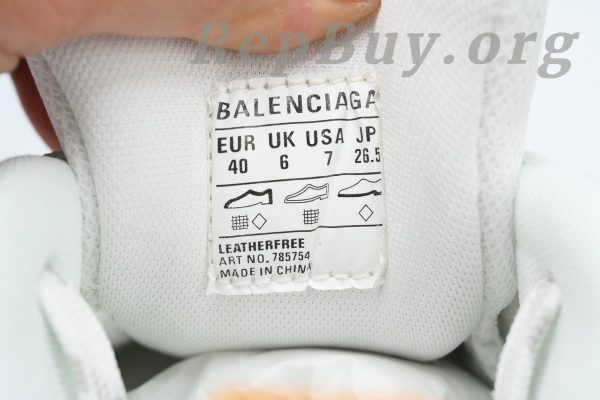 RepBuy.org
BALENCIAGA
EUR UK USA JP
40 6 7 26.5
LEATHERFREE
ART NO. 785754
MADE IN CHINA